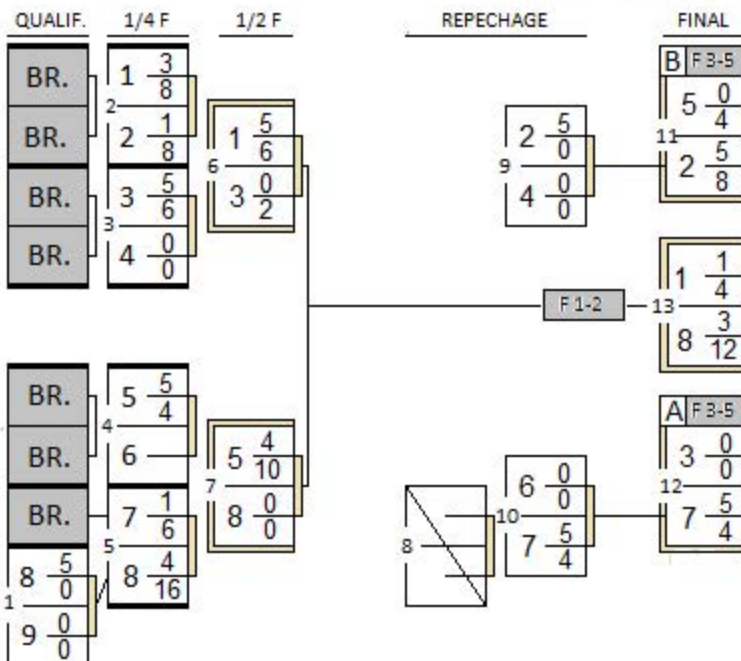 QUALIF. 1/4 F 1/2 F REPECHAGE FINAL
BR. 1 3 B F 3-5
8
2 5 0
BR. 2 1 1 5 2 5 4
8 6 0 11
6 9
BR. 3 5 3 0 4 0 2 5
6 2 0 8
3
BR. 4 0
0
1 1
4
F 1-2 13
8 3
12
BR. 5 5 A F 3-5
4
4 3 0
BR. 6 5 4 6 0 0
10 0 12
7 10
BR. 7 1 8 0 8 7 5 7 5
6 0 4 4
5
8 5 8 4
0 16
1
9 0
0